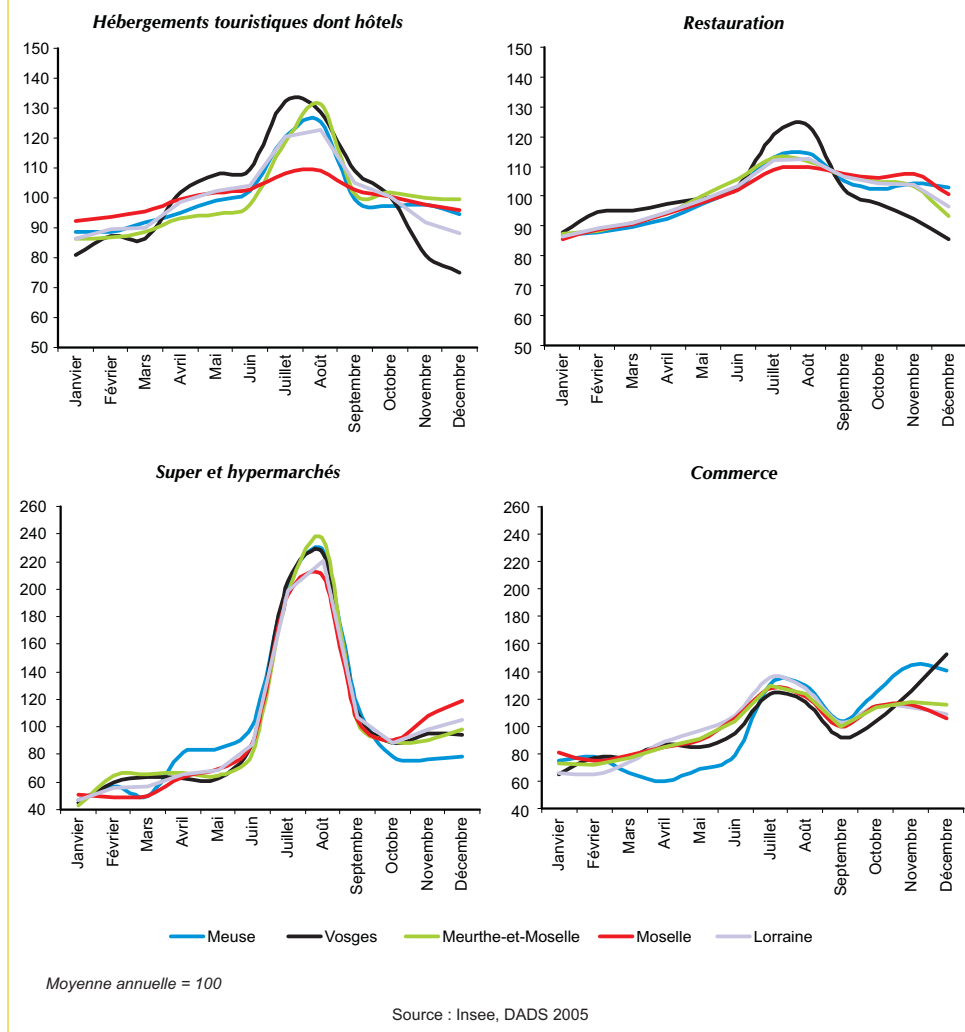 Hébergements touristiques dont hôtels
150
140
130
120
110
100
90
80
70
60
50
Janvier
Février
Mars
Avril
Mai
Juin
Juillet
Août
Septembre
Octobre
Novembre
Décembre
Restauration
150
140
130
120
110
100
90
80
70
60
50
Janvier
Février
Mars
Avril
Mai
Juin
Juillet
Août
Septembre
Octobre
Novembre
Décembre
Super et hypermarchés
260
240
220
200
180
160
140
120
100
80
60
40
Janvier
Février
Mars
Avril
Mai
Juin
Juillet
Août
Septembre
Octobre
Novembre
Décembre
Commerce
260
240
220
200
180
160
140
120
100
80
60
40
Janvier
Février
Mars
Avril
Mai
Juin
Juillet
Août
Septembre
Octobre
Novembre
Décembre
Meuse Vosges Meurthe-et-Moselle Moselle Lorraine
Moyenne annuelle = 100
Source : Insee, DADS 2005